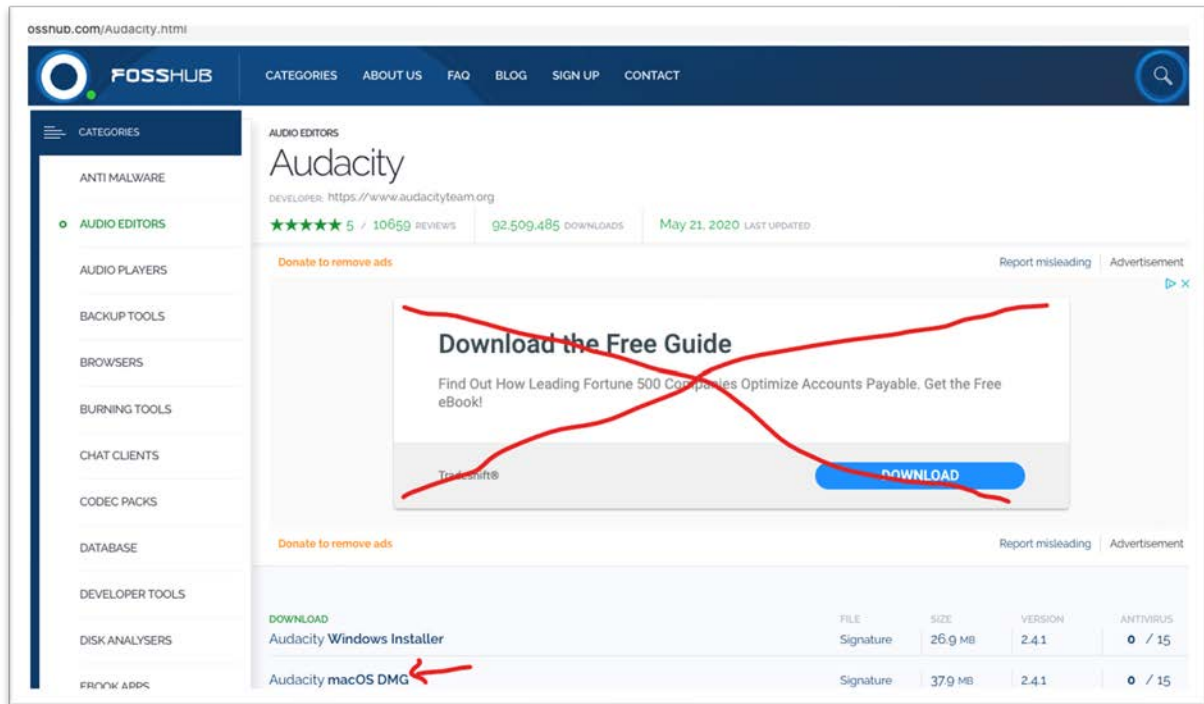 osshub.com/Audacity.html
FOSSHUB
CATEGORIES ABOUT US FAQ BLOG SIGN UP CONTACT
CATEGORIES
ANTI MALWARE
AUDIO EDITORS
AUDIO PLAYERS
BACKUP TOOLS
BROWSERS
BURNING TOOLS
CHAT CLIENTS
CODEC PACKS
DATABASE
DEVELOPER TOOLS
DISK ANALYSERS
EBOOK APPS
AUDIO EDITORS
Audacity
DEVELOPER: https://www.audacityteam.org
5 / 10659 REVIEWS 92,509,485 DOWNLOADS May 21, 2020 LAST UPDATED
Donate to remove ads Report misleading Advertisement
Download the Free Guide
Find Out How Leading Fortune 500 Companies Optimize Accounts Payable. Get the Free
eBook!
Tradeshift® DOWNLOAD
Donate to remove ads Report misleading Advertisement
DOWNLOAD FILE SIZE VERSION ANTIVIRUS
Audacity Windows Installer Signature 26.9 MB 2.4.1 0 / 15
Audacity macOS DMG Signature 37.9 MB 2.4.1 0 / 15